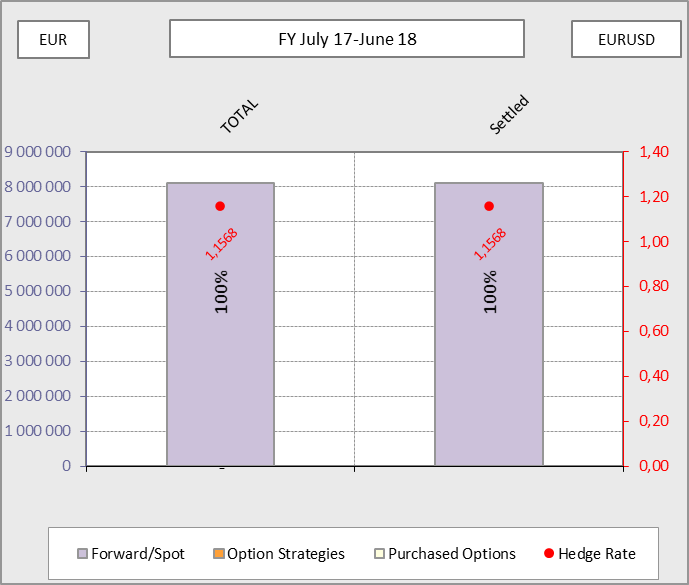 EUR
FY July 17-June 18
EURUSD
TOTAL
Settled
9 000 000
8 000 000
7 000 000
6 000 000
5 000 000
4 000 000
3 000 000
2 000 000
1 000 000
0
1,1568
100%
1,1568
100%
1,40
1,20
1,00
0,80
0,60
0,40
0,20
0,00
Forward/Spot
Option Strategies
Purchased Options
Hedge Rate